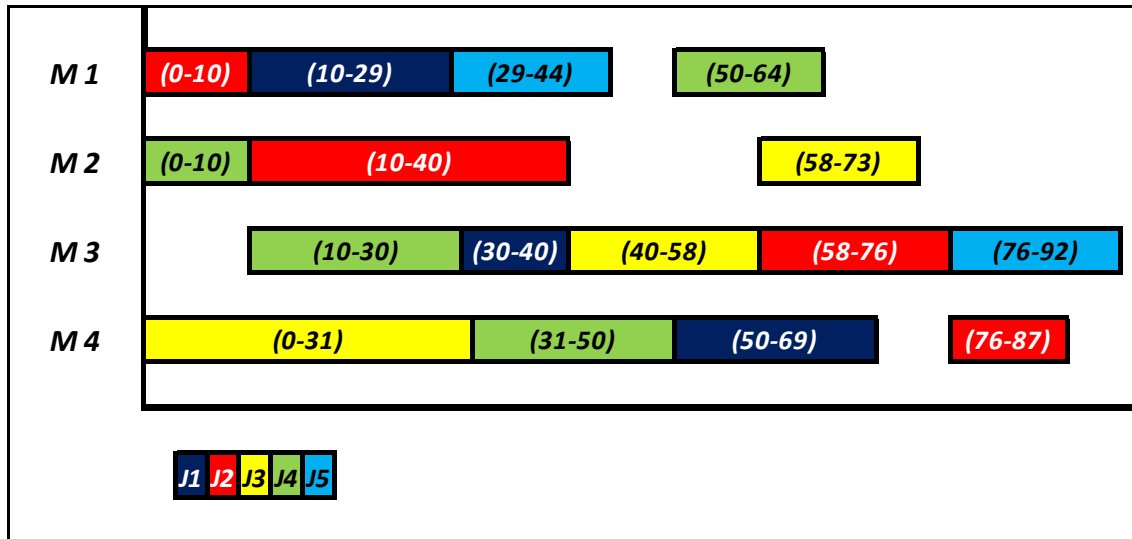 M 1 (0-10) (10-29) (29-44) (50-64)
M 2 (0-10) (10-40) (58-73)
M 3 (10-30) (30-40) (40-58) (58-76) (76-92)
M 4 (0-31) (31-50) (50-69) (76-87)
J1 J2 J3 J4 J5